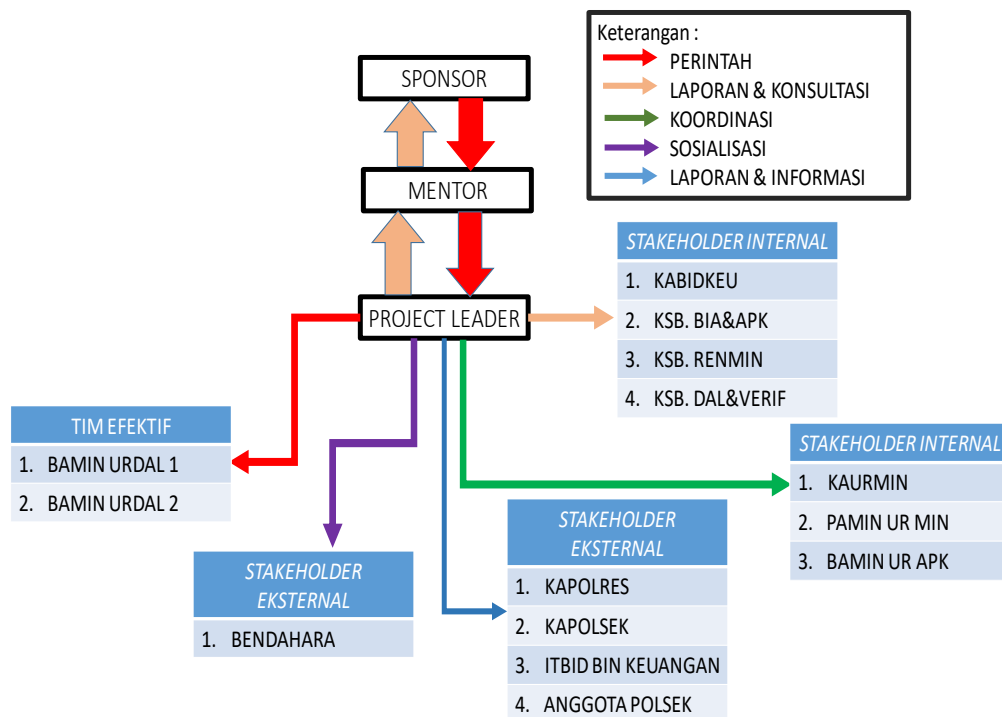 Keterangan :
PERINTAH
LAPORAN & KONSULTASI
KOORDINASI
SOSIALISASI
LAPORAN & INFORMASI
SPONSOR
MENTOR
PROJECT LEADER
STAKEHOLDER INTERNAL
1. KABIDKEU
2. KSB. BIA&APK
3. KSB. RENMIN
4. KSB. DAL&VERIF
TIM EFEKTIF
1. BAMIN URDAL 1
2. BAMIN URDAL 2
STAKEHOLDER INTERNAL
1. KAURMIN
2. PAMIN UR MIN
3. BAMIN UR APK
STAKEHOLDER
EKSTERNAL
1. BENDAHARA
STAKEHOLDER
EKSTERNAL
1. KAPOLRES
2. KAPOLSEK
3. ITBID BIN KEUANGAN
4. ANGGOTA POLSEK